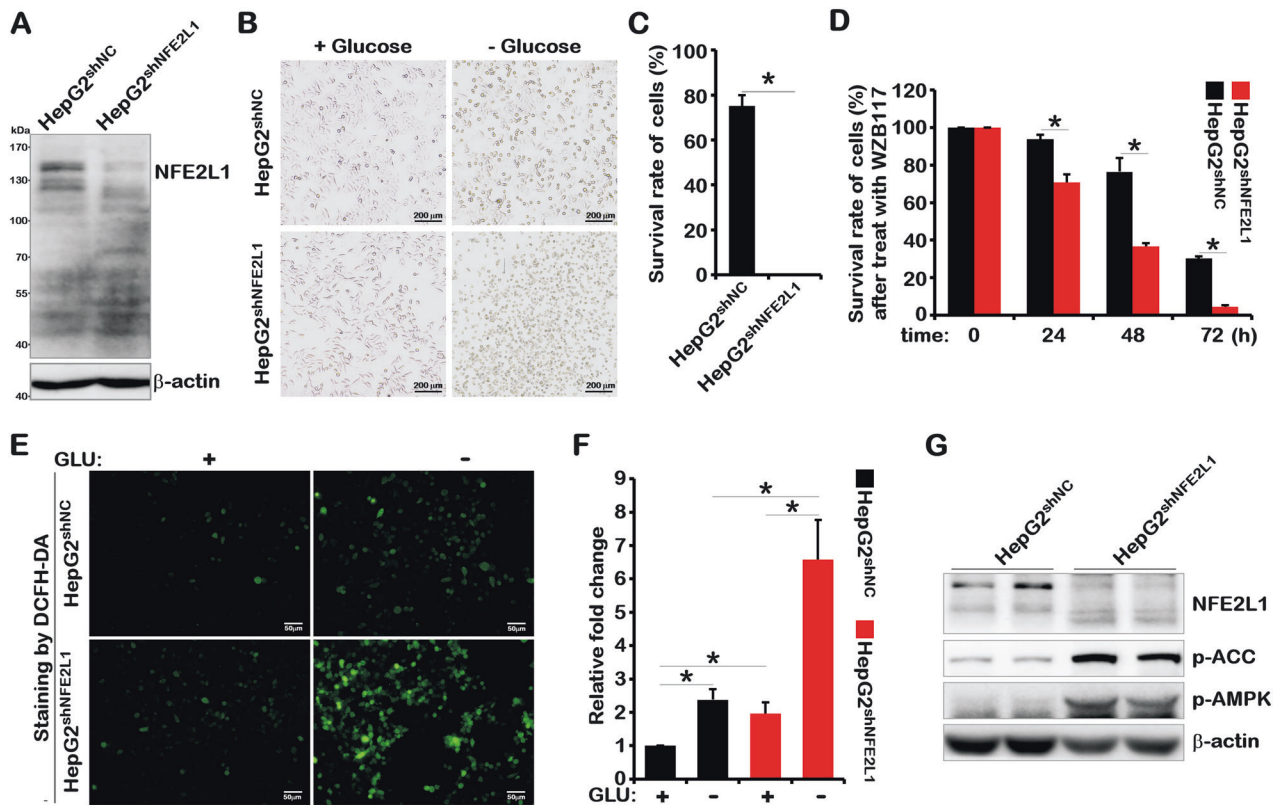 A
HepG2shNC
HepG2shNFE2L1
kDa
170
130
100
70
55
40
40
NFE2L1
β-actin
B
+ Glucose
- Glucose
HepG2shNC
HepG2shNFE2L1
200 μm
200 μm
200 μm
200 μm
C
Survival rate of cells (%)
100
80
60
40
20
0
*
HepG2shNC
HepG2shNFE2L1
D
Survival rate of cells (%)
after treat with WZB117
120
100
80
60
40
20
0
*
*
*
time: 0 24 48 72 (h)
HepG2shNFE2L1
HepG2shNC
E
GLU: + -
Staining by DCFH-DA
HepG2shNC
HepG2shNFE2L1
50μm
50μm
50μm
50μm
-
F
Relative fold change
9
8
7
6
5
4
3
2
1
0
*
*
*
*
GLU: + - + -
HepG2shNC
HepG2shNFE2L1
G
HepG2shNC
HepG2shNFE2L1
NFE2L1
p-ACC
p-AMPK
β-actin